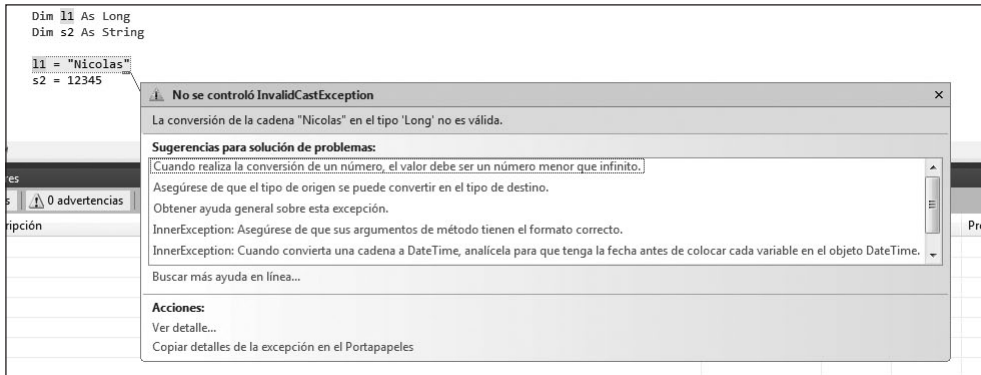 Dim l1 As Long
Dim s2 As String
l1 = "Nicolas"
s2 = 12345
No se controló InvalidCastException
La conversión de la cadena "Nicolas" en el tipo 'Long' no es válida.
Sugerencias para solución de problemas:
Cuando realiza la conversión de un número, el valor debe ser un número menor que infinito.
Asegúrese de que el tipo de origen se puede convertir en el tipo de destino.
Obtener ayuda general sobre esta excepción.
InnerException: Asegúrese de que sus argumentos de método tienen el formato correcto.
InnerException: Cuando convierta una cadena a DateTime, analícela para que tenga la fecha antes de colocar cada variable en el objeto DateTime.
Buscar más ayuda en línea...
Acciones:
Ver detalle...
Copiar detalles de la excepción en el Portapapeles
res
s 0 advertencias
ripción
Pr